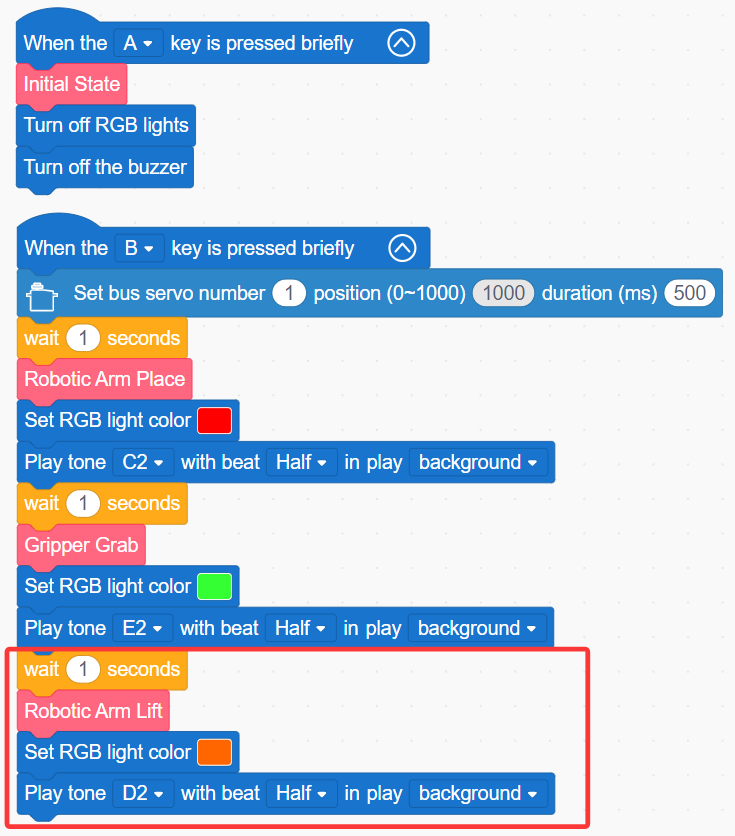 When the A key is pressed briefly
Initial State
Turn off RGB lights
Turn off the buzzer
When the B key is pressed briefly
Set bus servo number 1 position (0~1000) 1000 duration (ms) 500
wait 1 seconds
Robotic Arm Place
Set RGB light color
Play tone C2 with beat Half in play background
wait 1 seconds
Gripper Grab
Set RGB light color
Play tone E2 with beat Half in play background
wait 1 seconds
Robotic Arm Lift
Set RGB light color
Play tone D2 with beat Half in play background